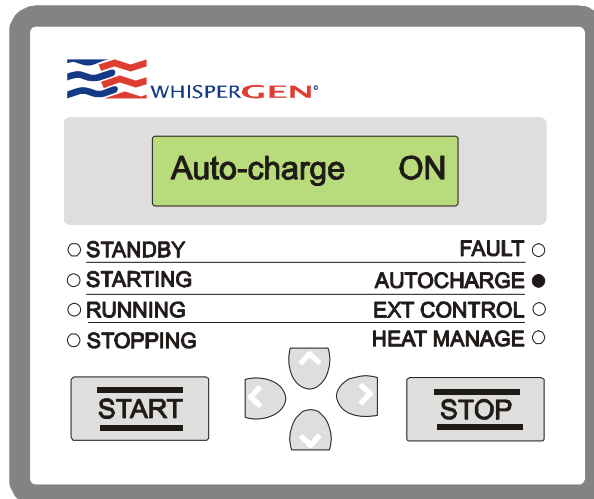 WHISPERGEN®
Auto-charge ON
STANDBY FAULT
STARTING AUTOCHARGE
RUNNING EXT CONTROL
STOPPING HEAT MANAGE
START STOP